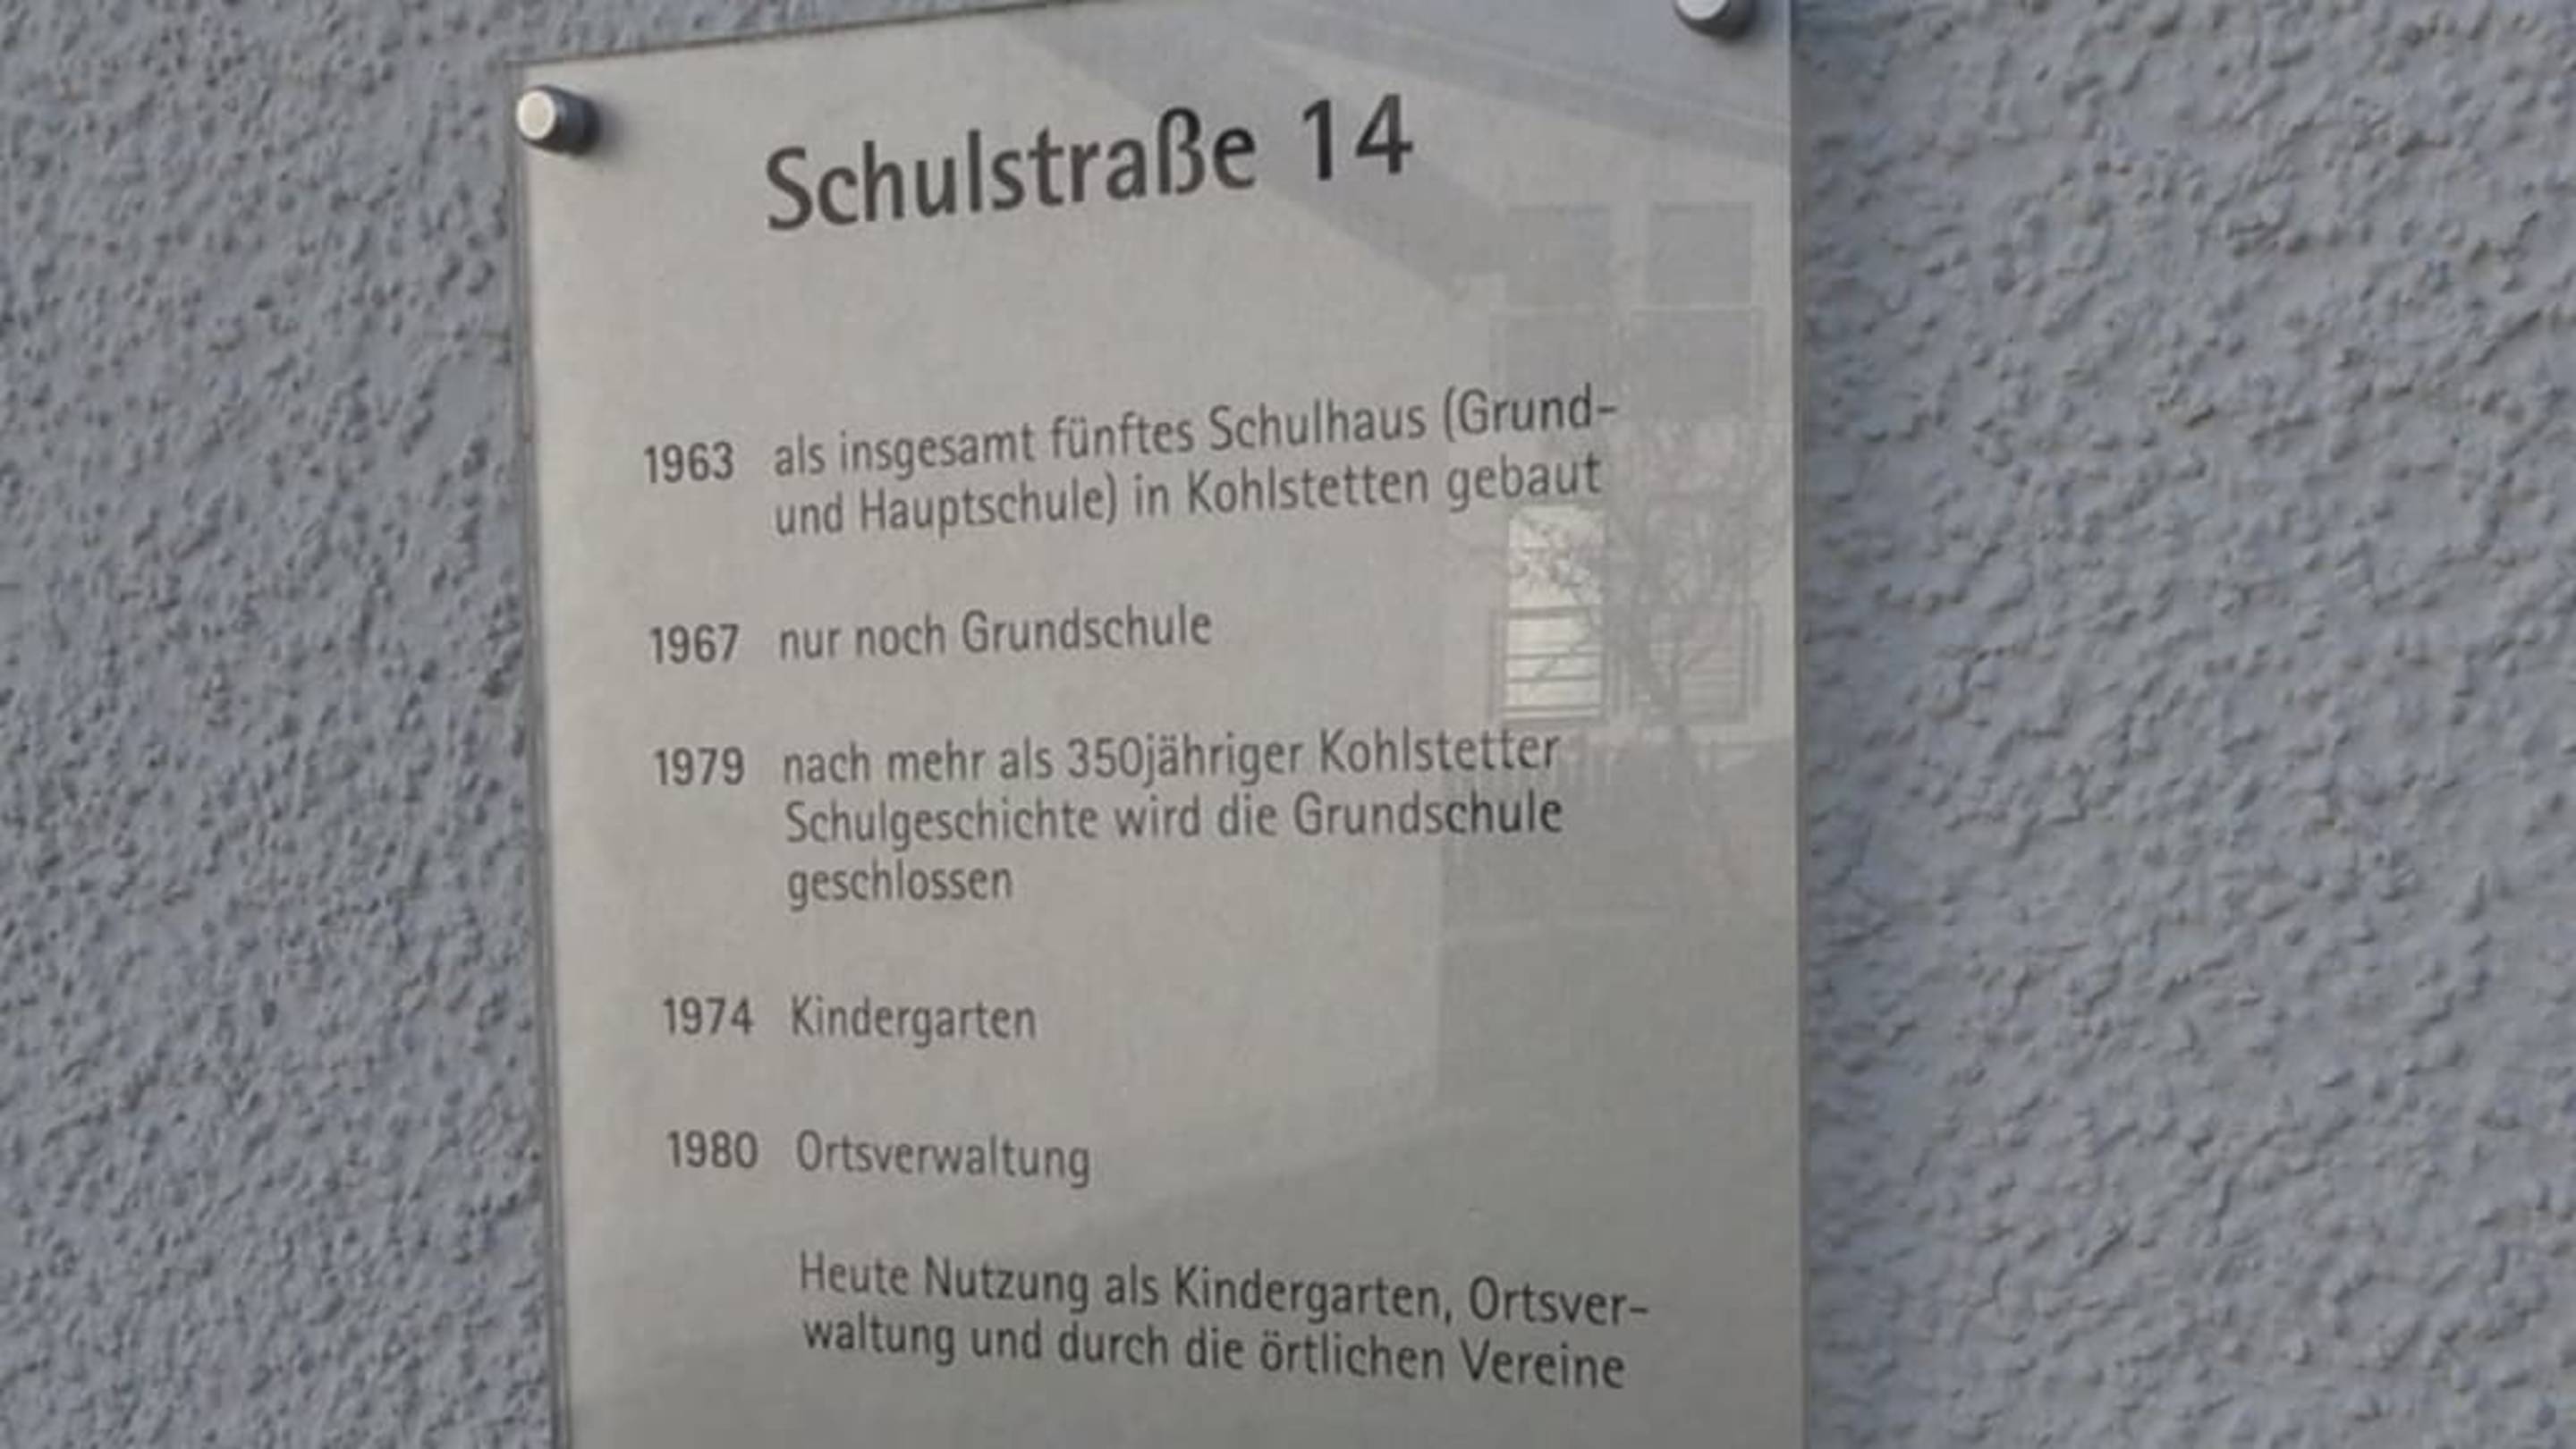 Schulstraße 14
1963 als insgesamt fünftes Schulhaus (Grund-
und Hauptschule) in Kohlstetten gebaut
1967 nur noch Grundschule
1979 nach mehr als 350jähriger Kohlstetter
Schulgeschichte wird die Grundschule
geschlossen
1974 Kindergarten
1980 Ortsverwaltung
Heute Nutzung als Kindergarten, Ortsver-
waltung und durch die örtlichen Vereine